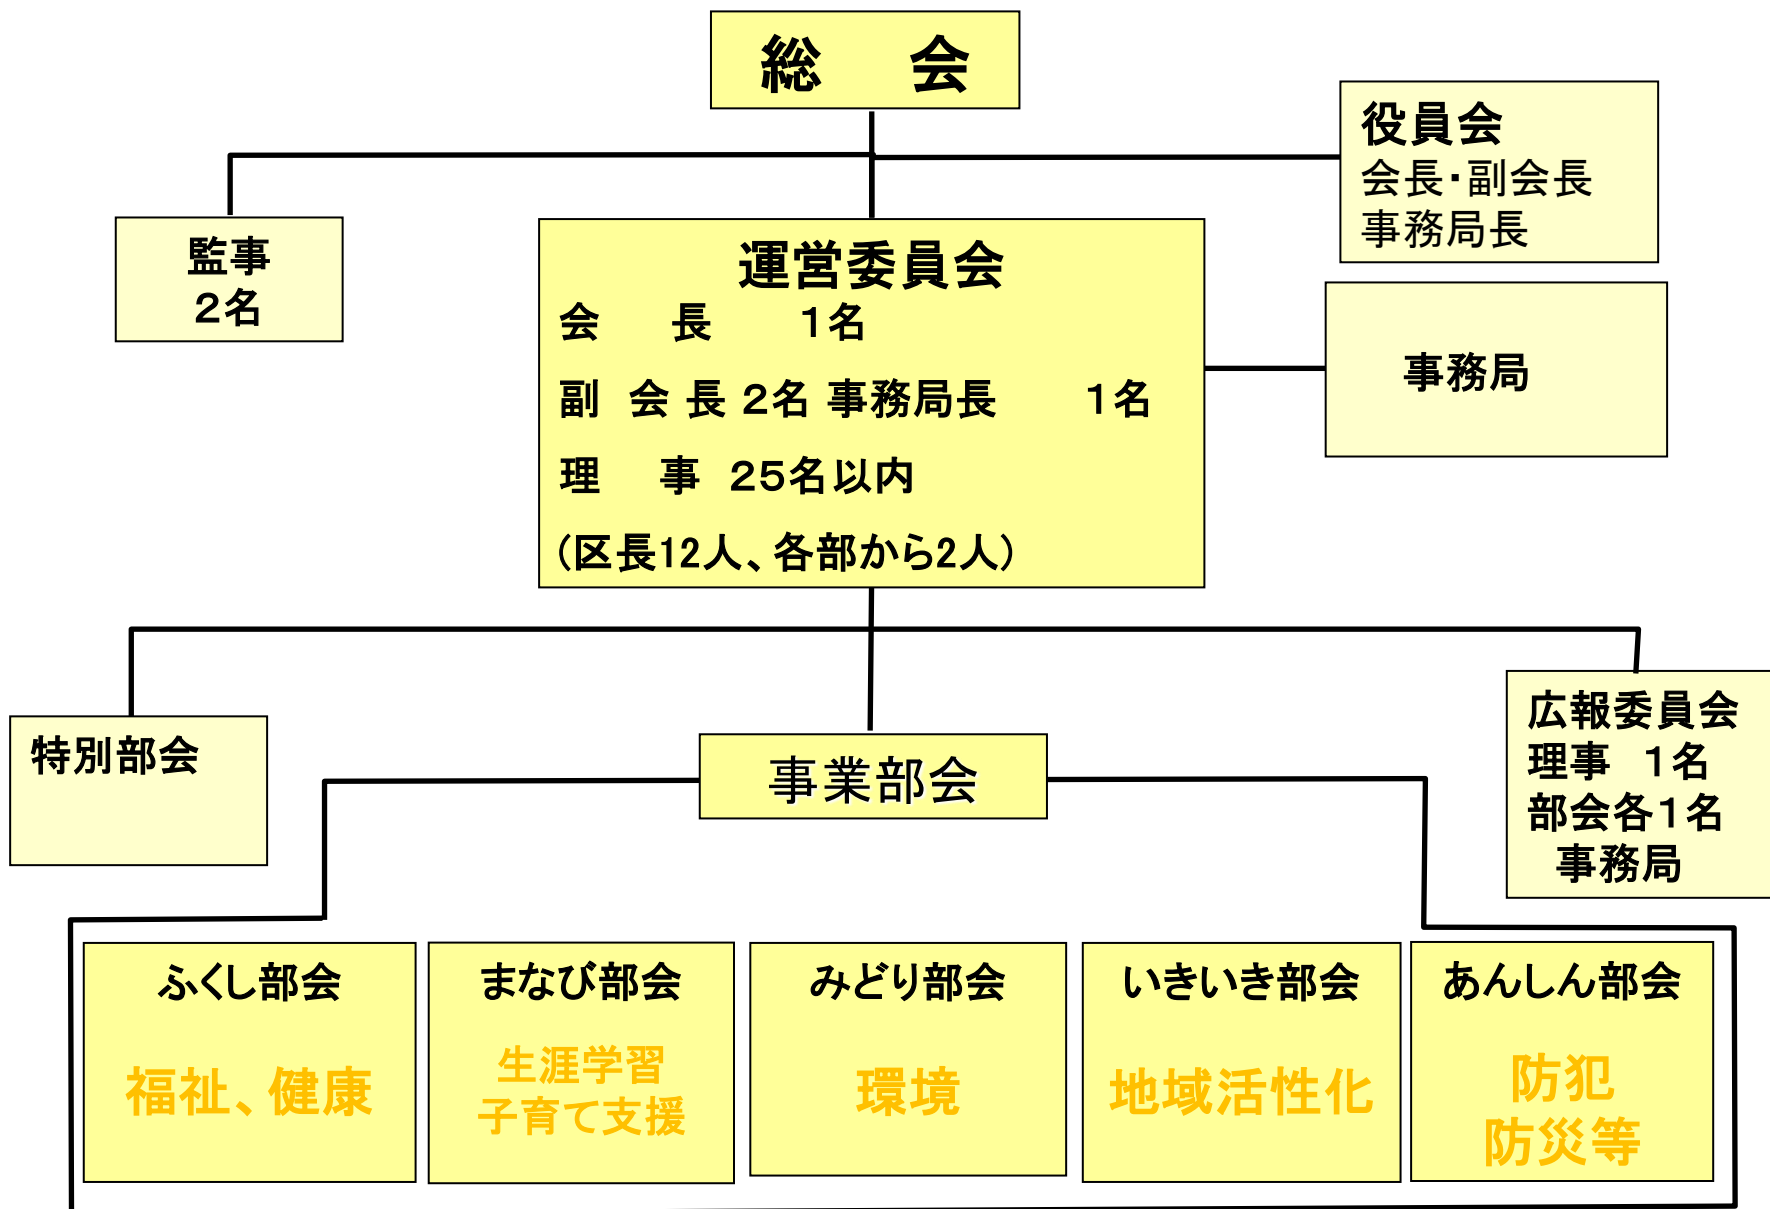 総　会
役員会
会長・副会長
事務局長
監事
２名
運営委員会
会　長　１名
副 会 長 ２名 事務局長　１名
理　事 ２５名以内
(区長12人、各部から2人)
事務局
特別部会
事業部会
広報委員会
理事　１名
部会各１名
事務局
ふくし部会
福祉、健康
まなび部会
生涯学習
子育て支援
みどり部会
環境
いきいき部会
地域活性化
あんしん部会
防犯
防災等